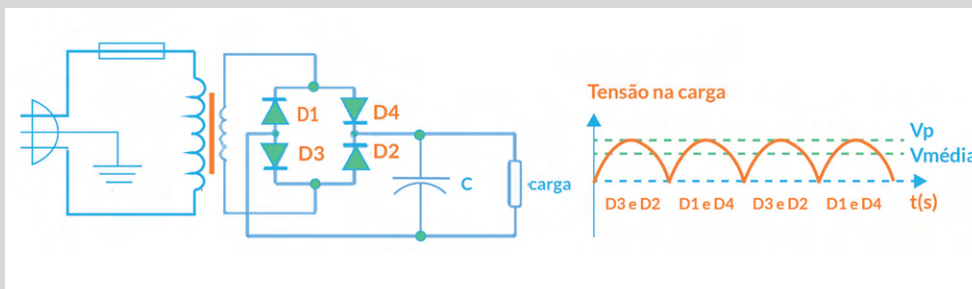 D1
D4
D3
D2
C
carga
Tensão na carga
Vp
Vmédia
D3 e D2
D1 e D4
D3 e D2
D1 e D4
t(s)